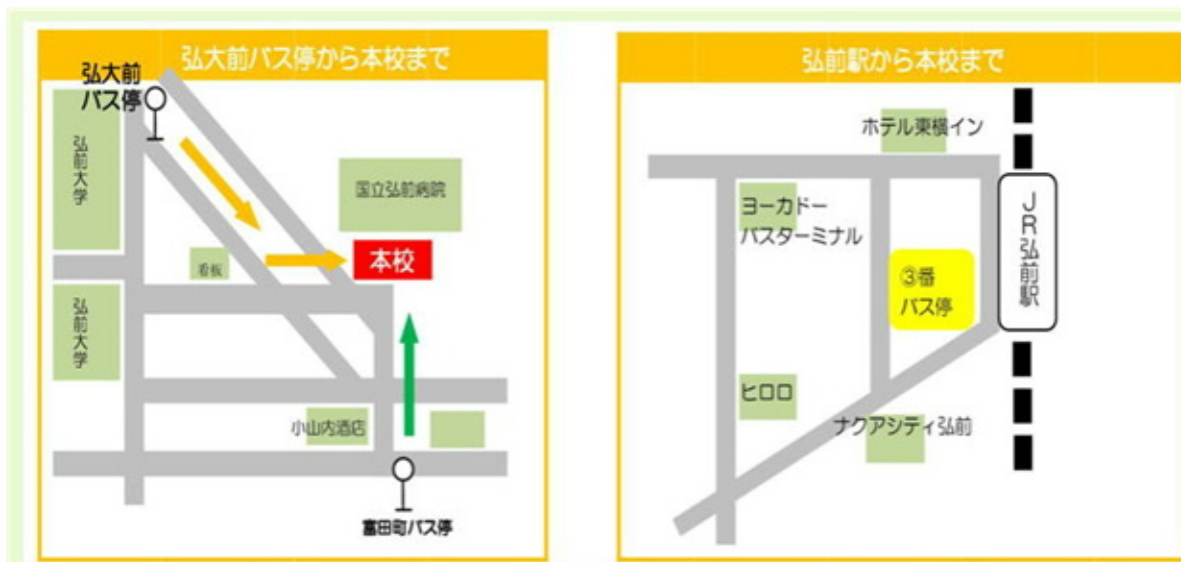 弘大前バス停から本校まで
弘大前
バス停
弘前大学
国立弘前病院
本校
看板
弘前大学
小山内酒店
富田町バス停
弘前駅から本校まで
ホテル東横イン
ヨーカドー
バスターミナル
JR弘前駅
③番
バス停
ヒロロ
ナクアシティ弘前